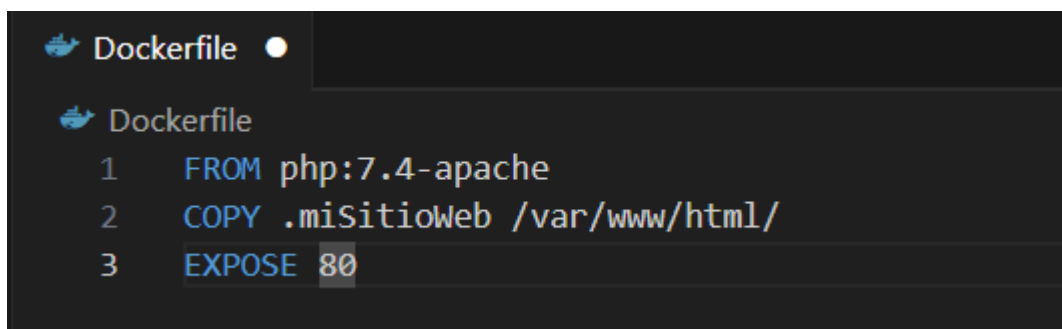 Dockerfile
Dockerfile
1 FROM php:7.4-apache
2 COPY .miSitioWeb /var/www/html/
3 EXPOSE 80